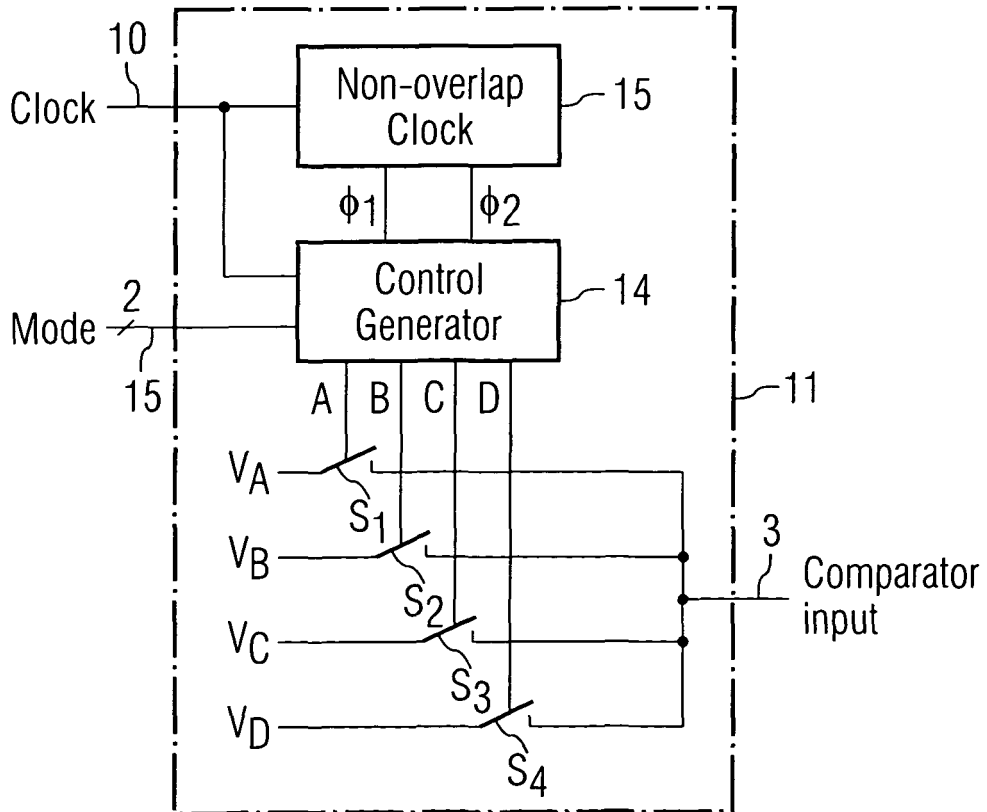 10
Clock
Non-overlap
Clock
15
ϕ1
ϕ2
Control
Generator
14
2
Mode
15
A
B
C
D
11
VA
S1
VB
S2
3
Comparator
input
VC
S3
VD
S4